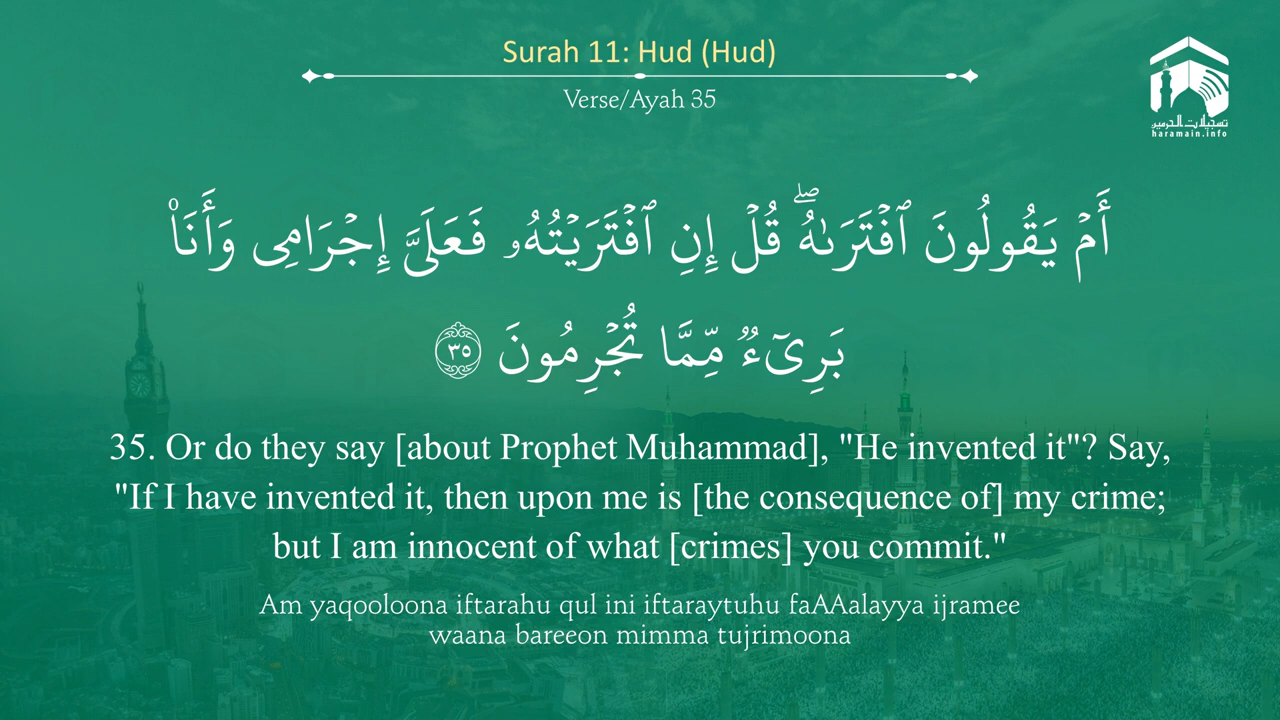 Surah 11: Hud (Hud)
Verse/Ayah 35
تسجيلات الحرمين
haramain.info
أَمۡ يَقُولُونَ ٱفۡتَرَىٰهُۖ قُلۡ إِنِ ٱفۡتَرَيۡتُهُۥ فَعَلَىَّ إِجۡرَامِى وَأَنَا۠
بَرِىٓءٌ مِّمَّا تُجۡرِمُونَ ٣٥
35. Or do they say [about Prophet Muhammad], "He invented it"? Say,
"If I have invented it, then upon me is [the consequence of] my crime;
but I am innocent of what [crimes] you commit."
Am yaqooloona iftarahu qul ini iftaraytuhu faAAalayya ijramee
waana bareeon mimma tujrimoona